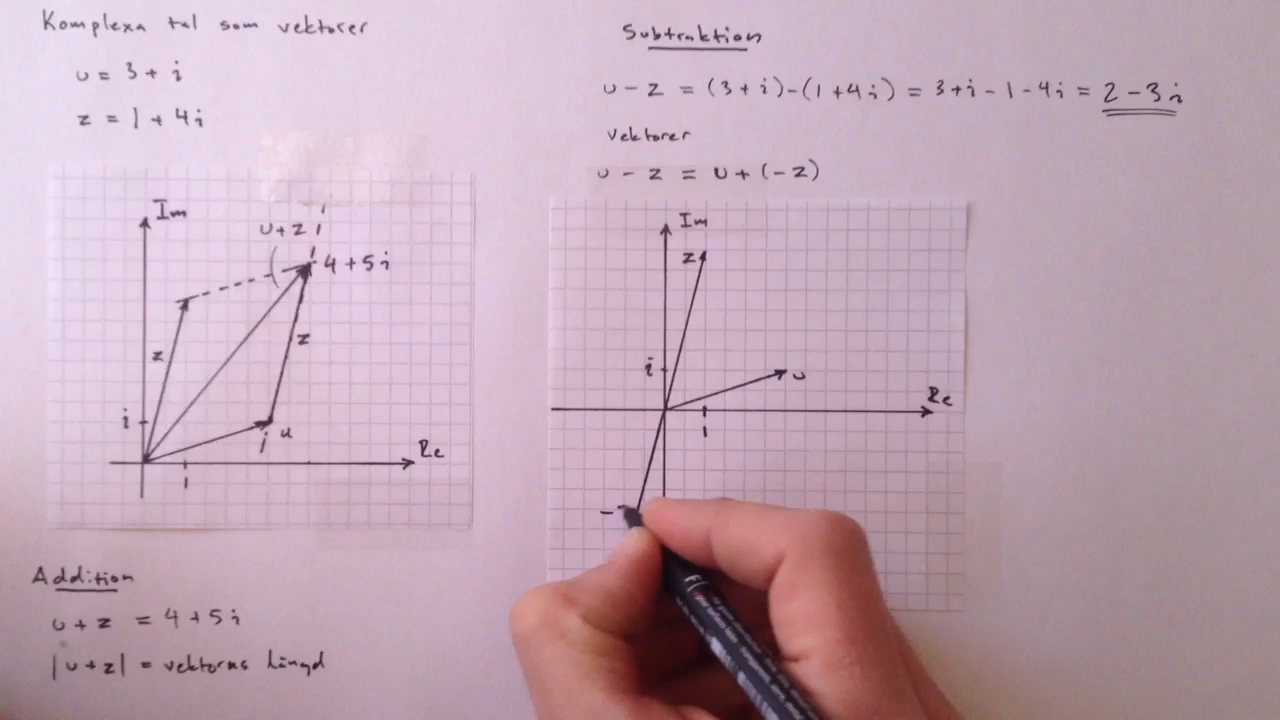 Komplexa tal som vektorer
u = 3 + i
z = 1 + 4i
Im
u+z
4 + 5i
z
z
i
u
Re
1
Addition
u + z = 4 + 5i
|u+z| = vektorns längd
Subtraktion
u - z = (3 + i) - (1 + 4i) = 3 + i - 1 - 4i = 2 - 3i
Vektorer
u - z = u + (-z)
Im
z
i
u
Re
1
-